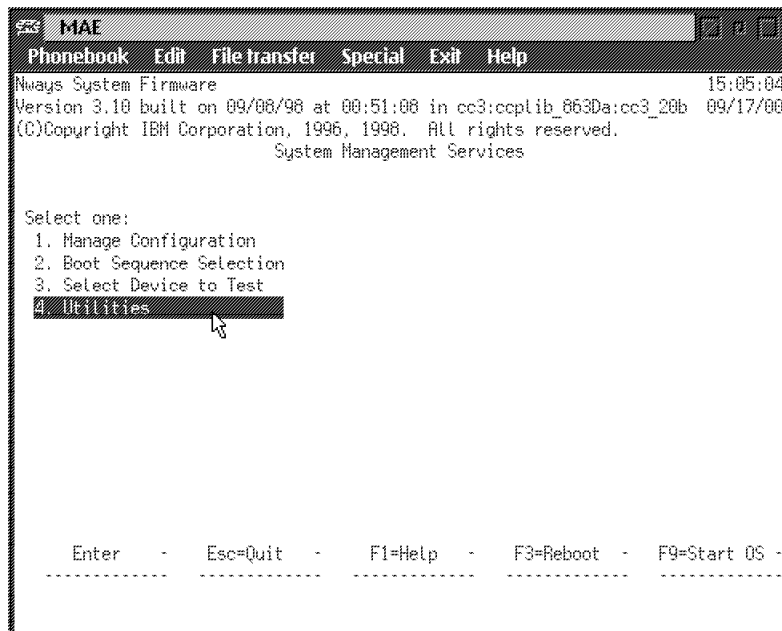 MAE
Phonebook Edit File transfer Special Exit Help
Nways System Firmware 15:05:04
Version 3.10 built on 09/08/98 at 00:51:08 in cc3:ccplib_863Da:cc3_20b 09/17/00
(C)Copyright IBM Corporation, 1996, 1998. All rights reserved.
System Management Services
Select one:
1. Manage Configuration
2. Boot Sequence Selection
3. Select Device to Test
4. Utilities
Enter - Esc=Quit - F1=Help - F3=Reboot - F9=Start OS -